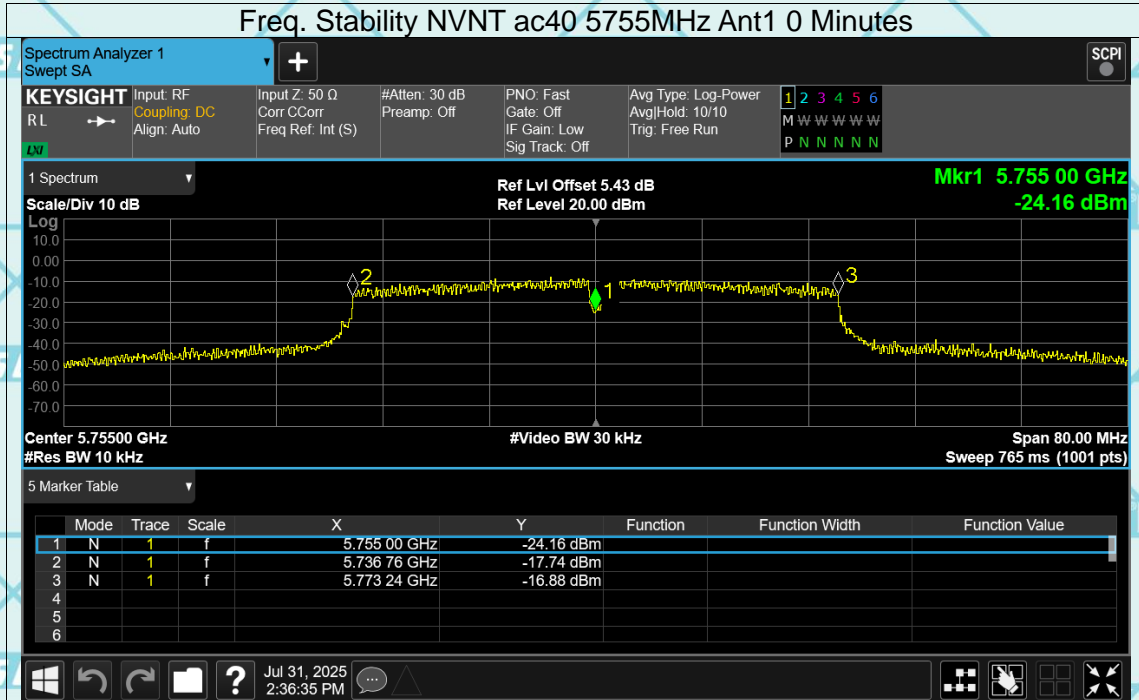 Freq. Stability NVNT ac40 5755MHz Ant1 0 Minutes
Spectrum Analyzer 1
Swept SA
+
SCPI
KEYSIGHT
RL
LXI
Input: RF
Coupling: DC
Align: Auto
Input Z: 50 Ω
Corr CCorr
Freq Ref: Int (S)
#Atten: 30 dB
Preamp: Off
PNO: Fast
Gate: Off
IF Gain: Low
Sig Track: Off
Avg Type: Log-Power
Avg|Hold: 10/10
Trig: Free Run
1 2 3 4 5 6
M W W W W W
P N N N N N
1 Spectrum
Scale/Div 10 dB
Ref Lvl Offset 5.43 dB
Ref Level 20.00 dBm
Mkr1 5.755 00 GHz
-24.16 dBm
Log
10.0
0.00
-10.0
-20.0
-30.0
-40.0
-50.0
-60.0
-70.0
2
1
3
Center 5.75500 GHz
#Video BW 30 kHz
Span 80.00 MHz
#Res BW 10 kHz
Sweep 765 ms (1001 pts)
5 Marker Table
Mode Trace Scale X Y Function Function Width Function Value
1 N 1 f 5.755 00 GHz -24.16 dBm
2 N 1 f 5.736 76 GHz -17.74 dBm
3 N 1 f 5.773 24 GHz -16.88 dBm
4
5
6
?
Jul 31, 2025
2:36:35 PM